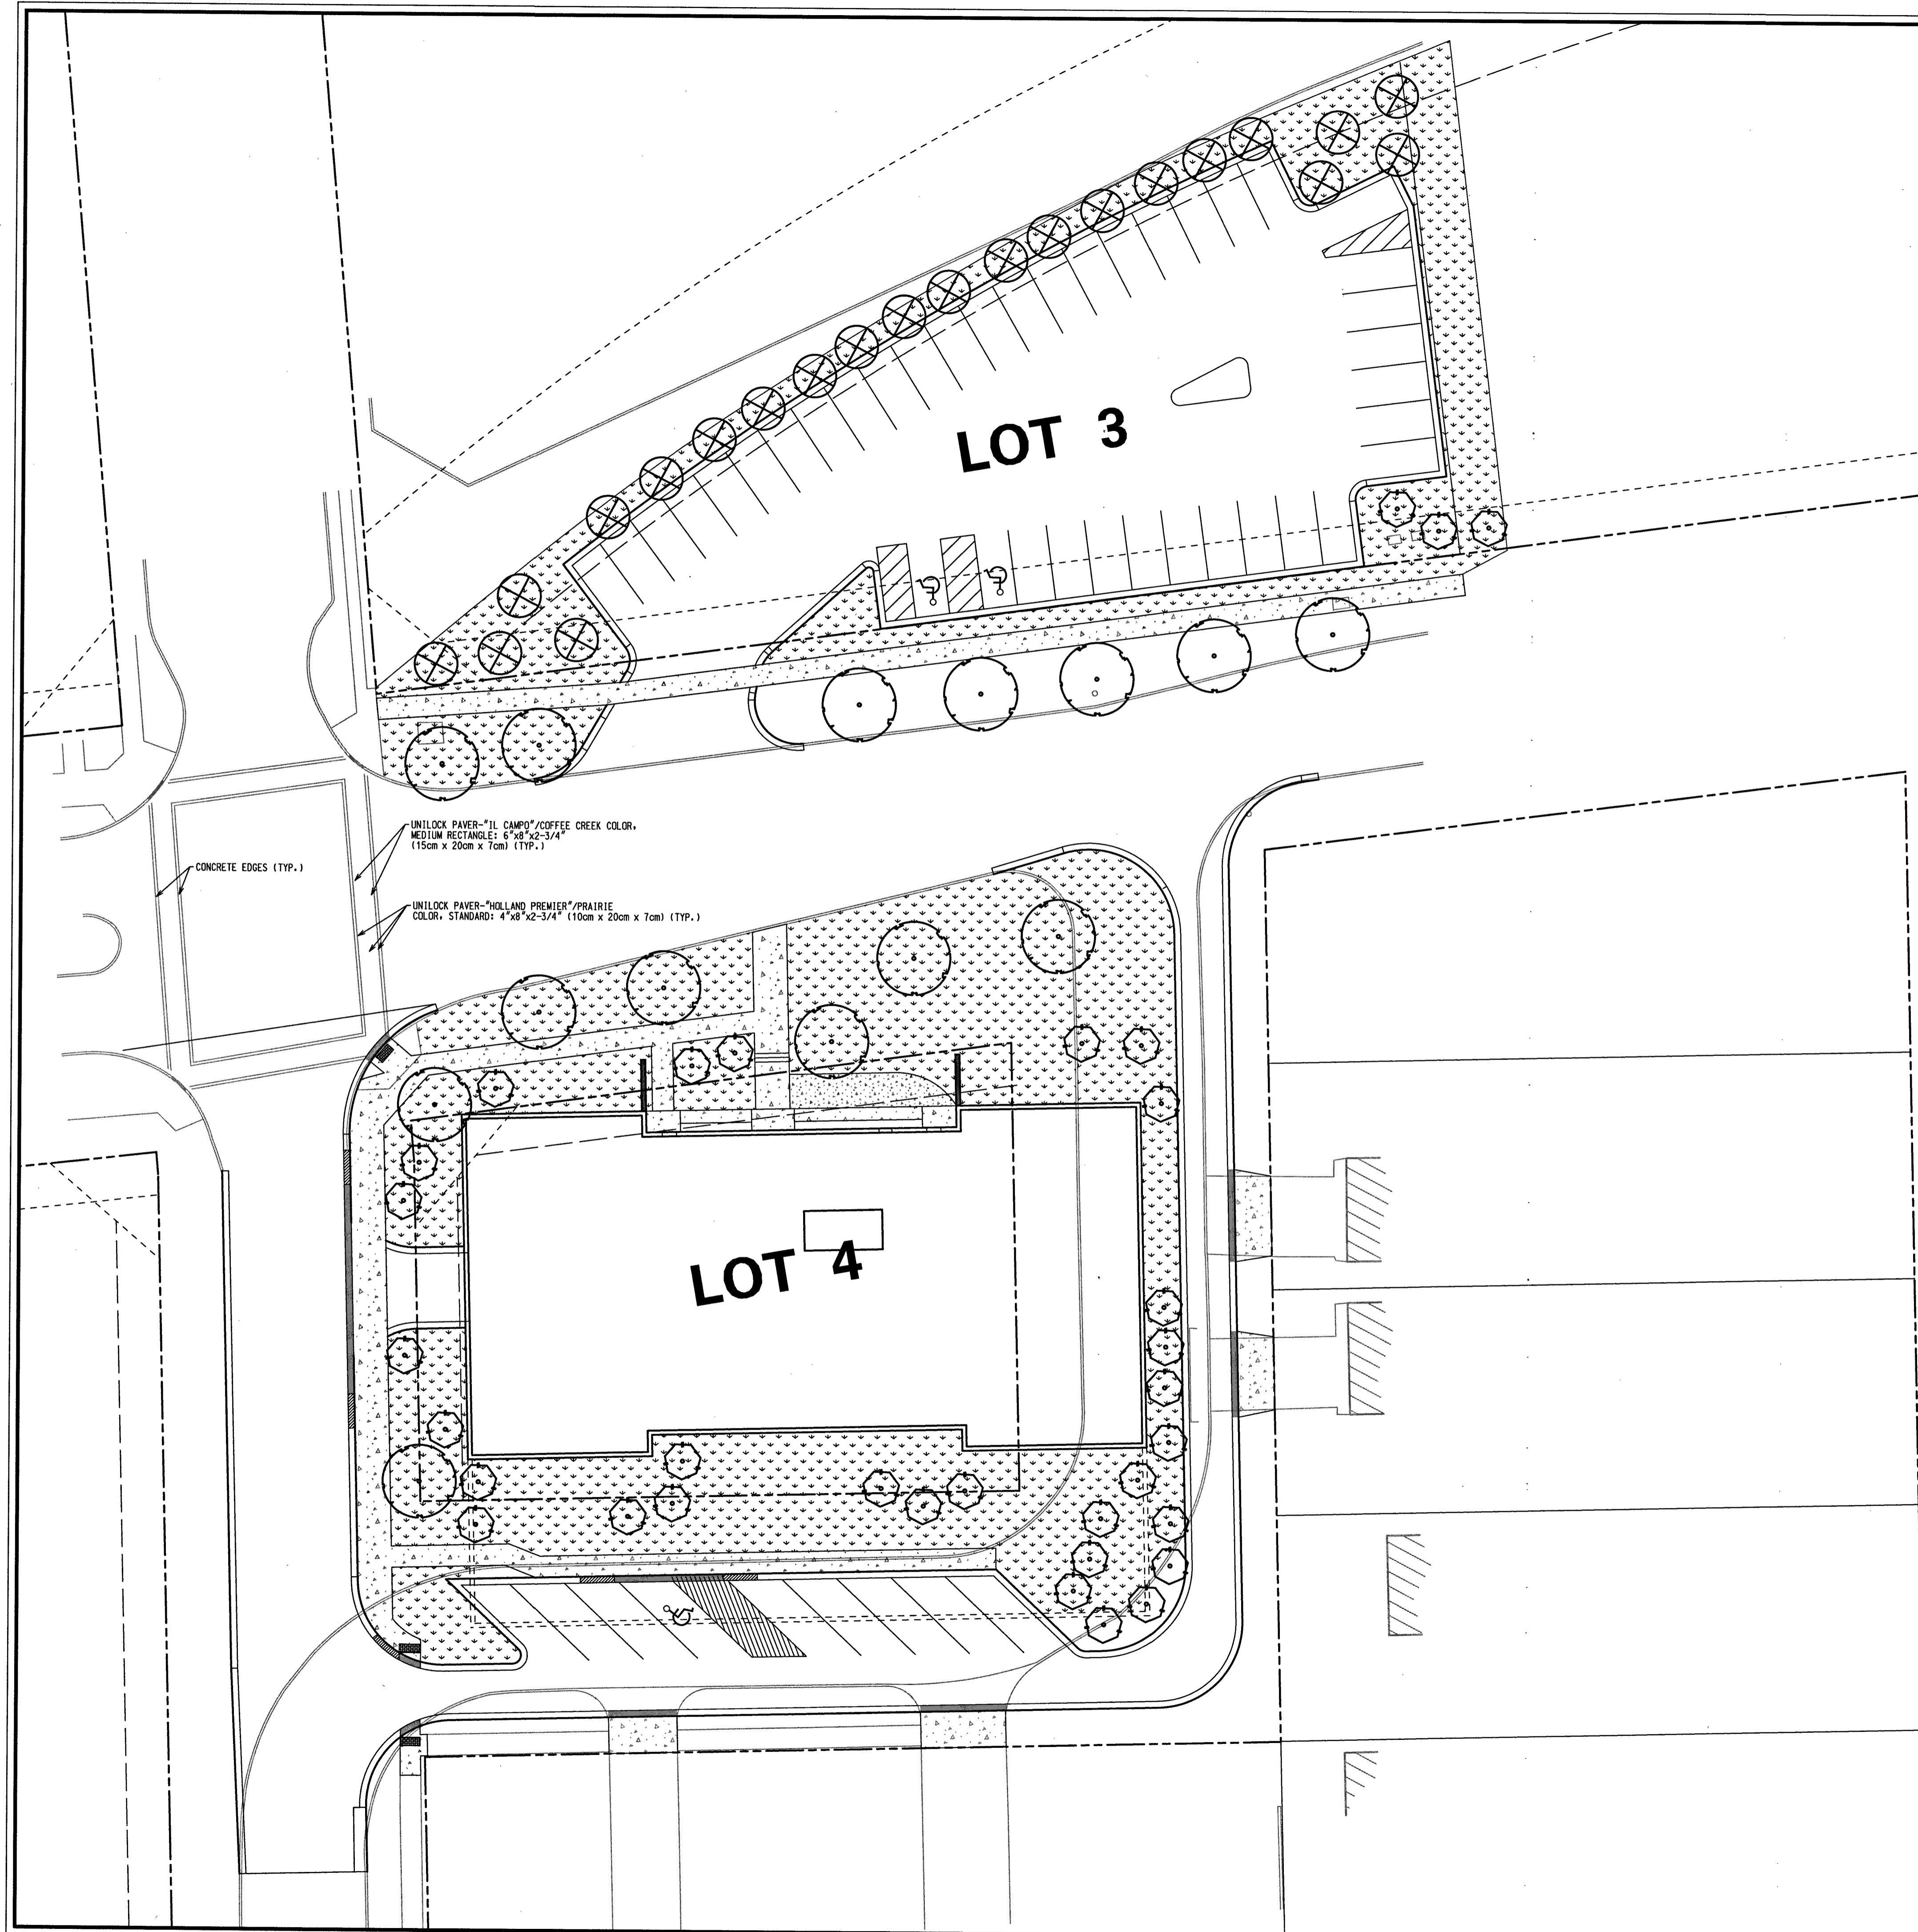 LOT 3
UNILOCK PAVER-"IL CAMPO"/COFFEE CREEK COLOR,
MEDIUM RECTANGLE: 6"x8"x2-3/4"
(15cm x 20cm x 7cm) (TYP.)
CONCRETE EDGES (TYP.)
UNILOCK PAVER-"HOLLAND PREMIER"/PRAIRIE
COLOR, STANDARD: 4"x8"x2-3/4" (10cm x 20cm x 7cm) (TYP.)
LOT 4